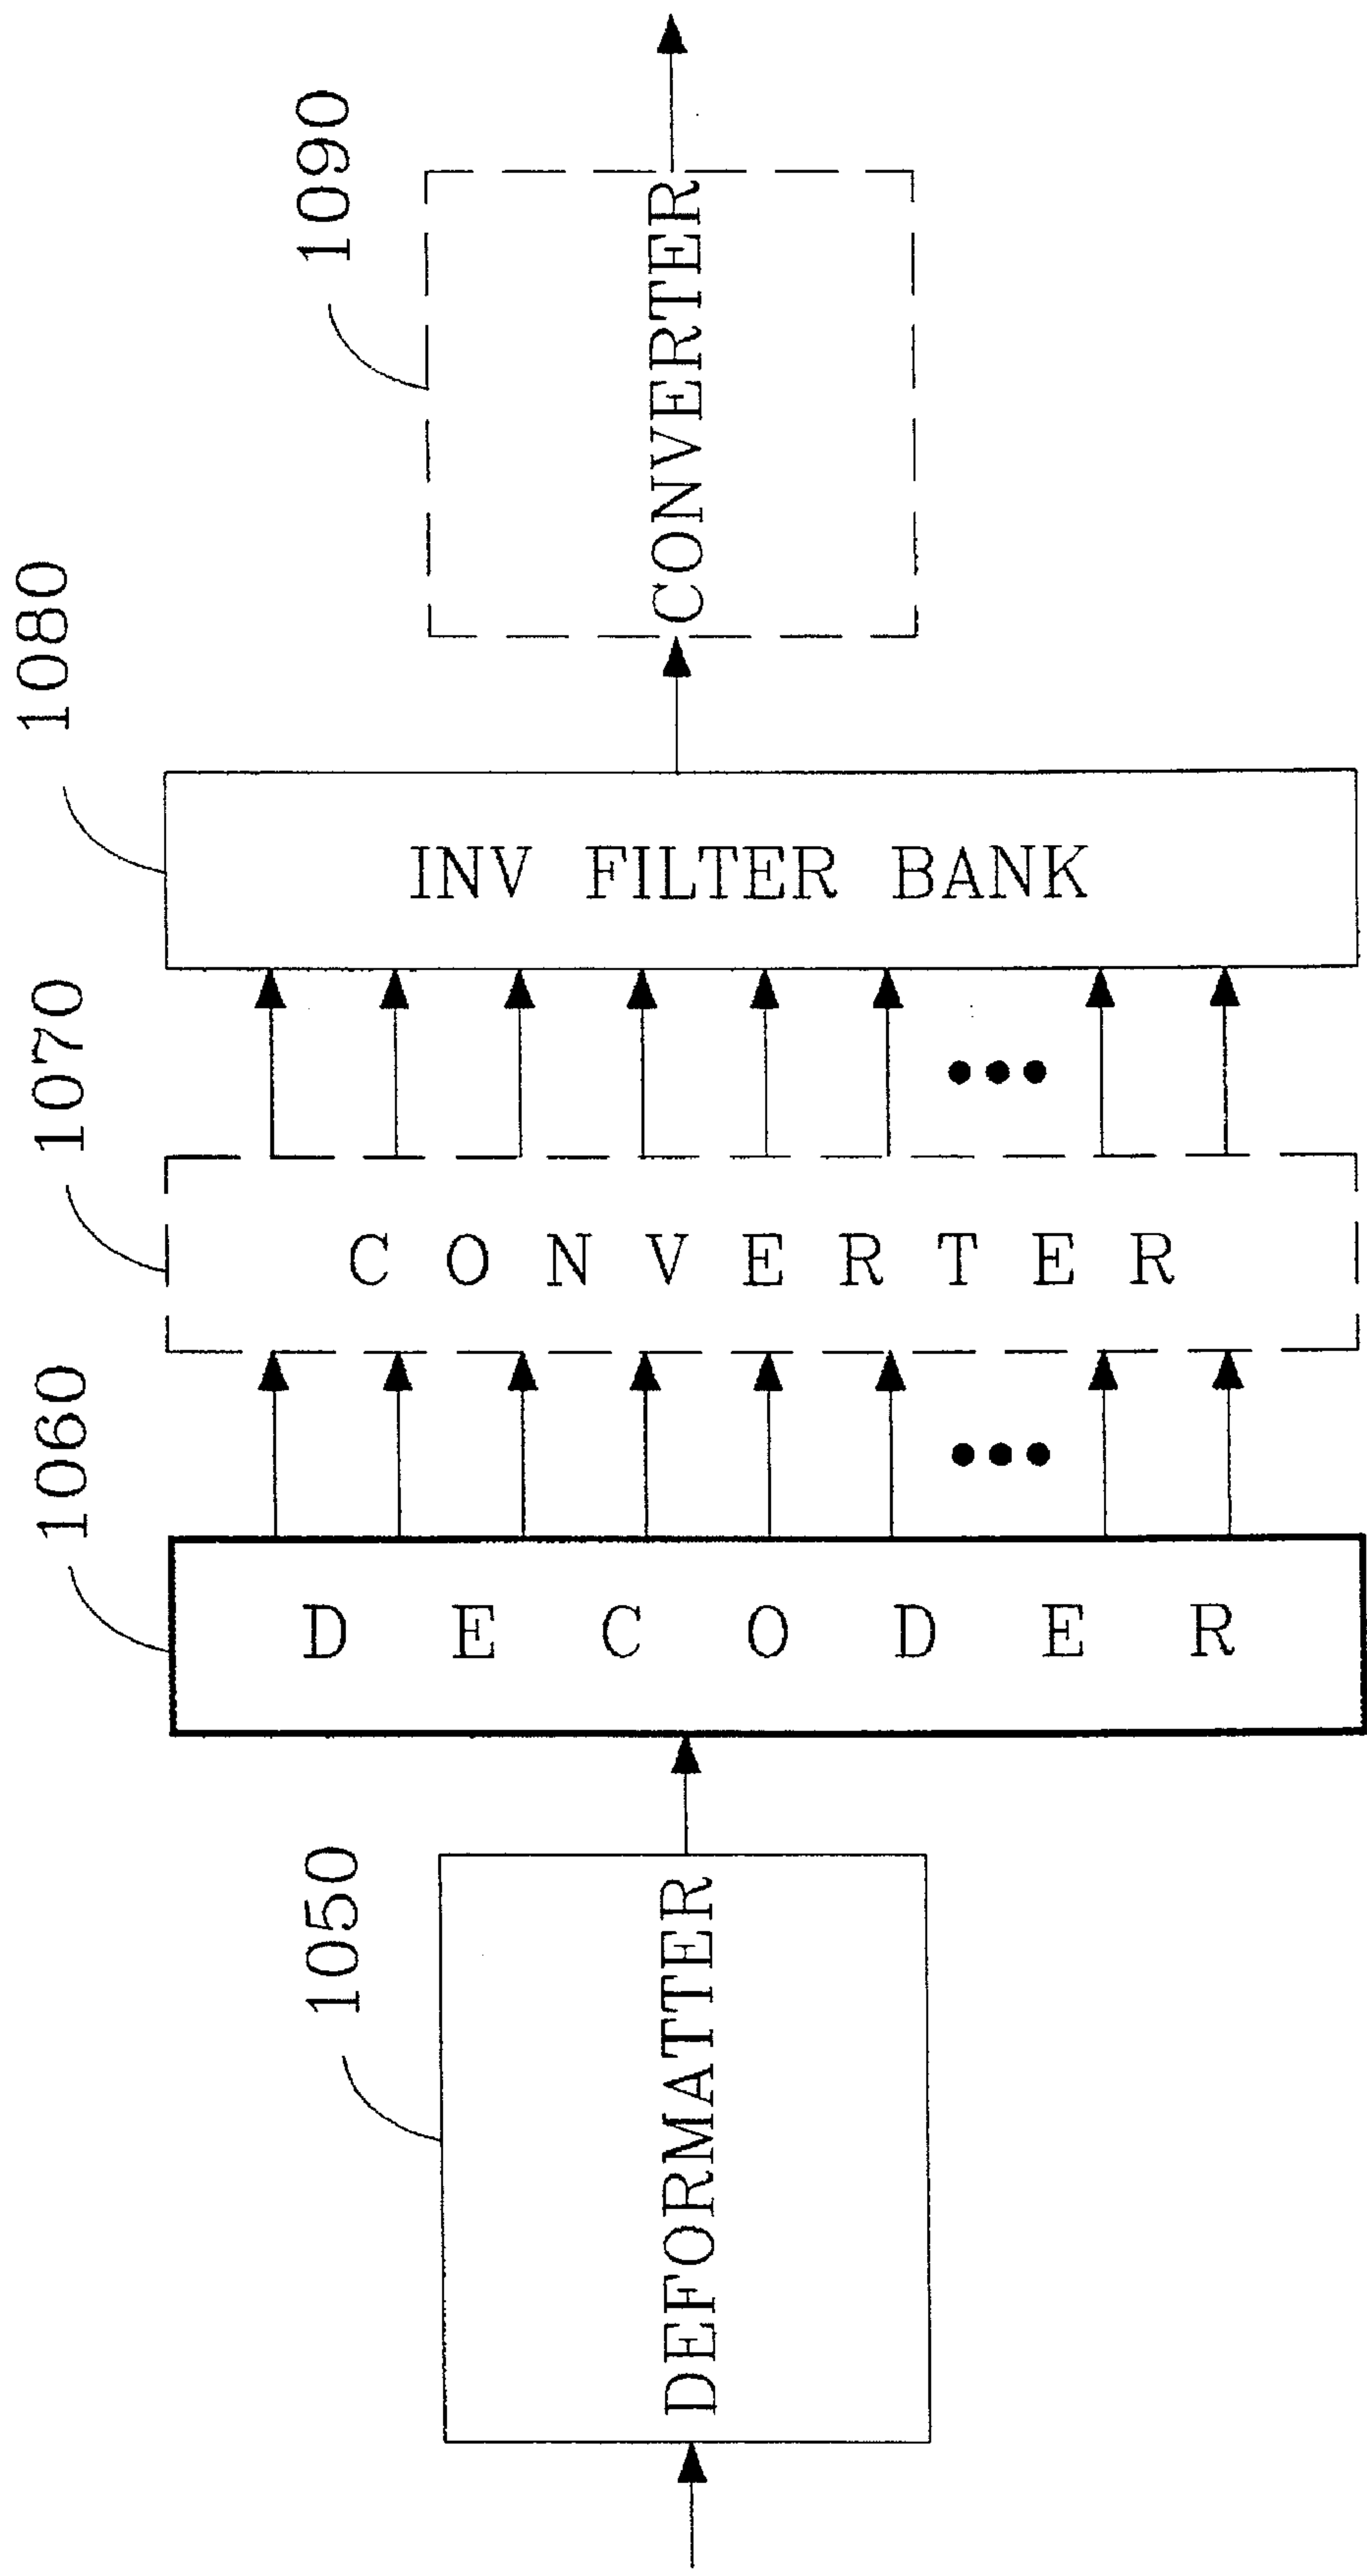 1050
DEFORMATTER
1060
DECODER
1070
CONVERTER
1080
INV FILTER BANK
1090
CONVERTER